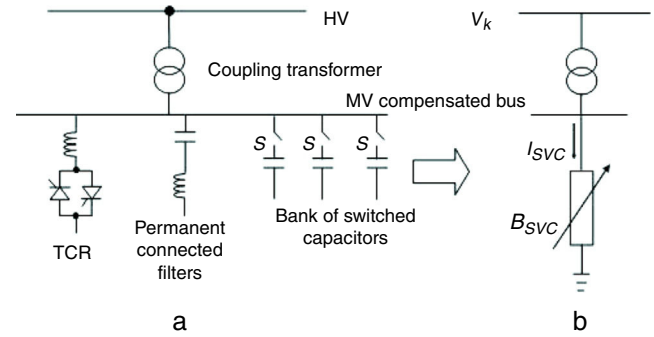 HV
V_k
Coupling transformer
MV compensated bus
S
S
S
I_SVC
B_SVC
TCR
Permanent
connected
filters
Bank of switched
capacitors
a
b